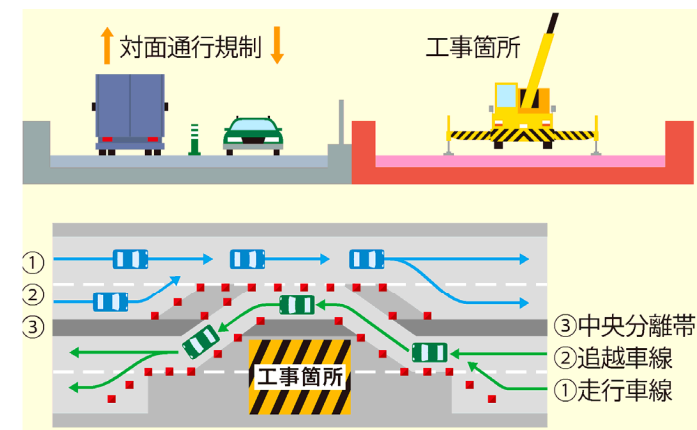 対面通行規制
工事箇所
①
②
③
③中央分離帯
②追越車線
①走行車線
工事箇所